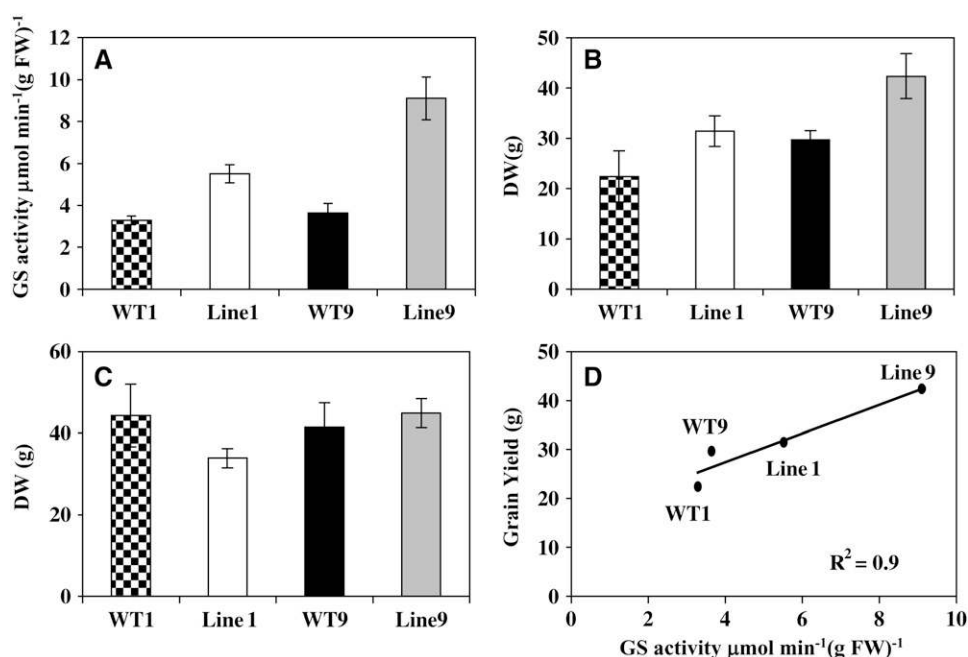 A
GS activity μmol min-1(g FW)-1
12
10
8
6
4
2
0
WT1 Line1 WT9 Line9
B
DW(g)
50
40
30
20
10
0
WT1 Line 1 WT9 Line9
C
DW (g)
60
40
20
0
WT1 Line 1 WT9 Line9
D
Grain Yield (g)
50
40
30
20
10
0
Line 9
WT9
Line 1
WT1
R2 = 0.9
0 2 4 6 8 10
GS activity μmol min-1(g FW)-1